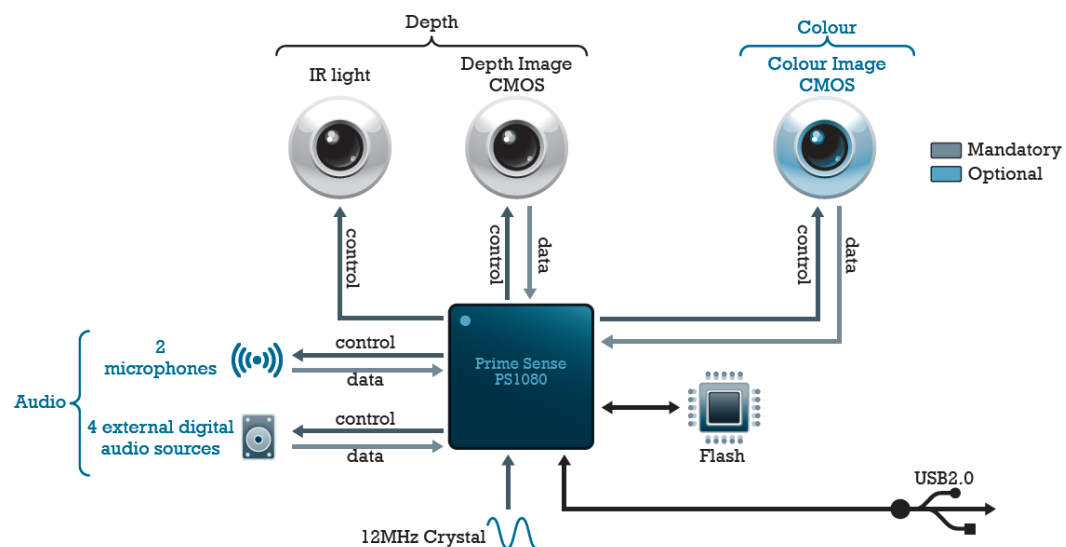 Depth
Colour
IR light
Depth Image
CMOS
Colour Image
CMOS
Mandatory
Optional
control
control
data
control
data
Prime Sense
PS1080
2
microphones
control
data
Audio
4 external digital
audio sources
control
data
Flash
USB2.0
12MHz Crystal